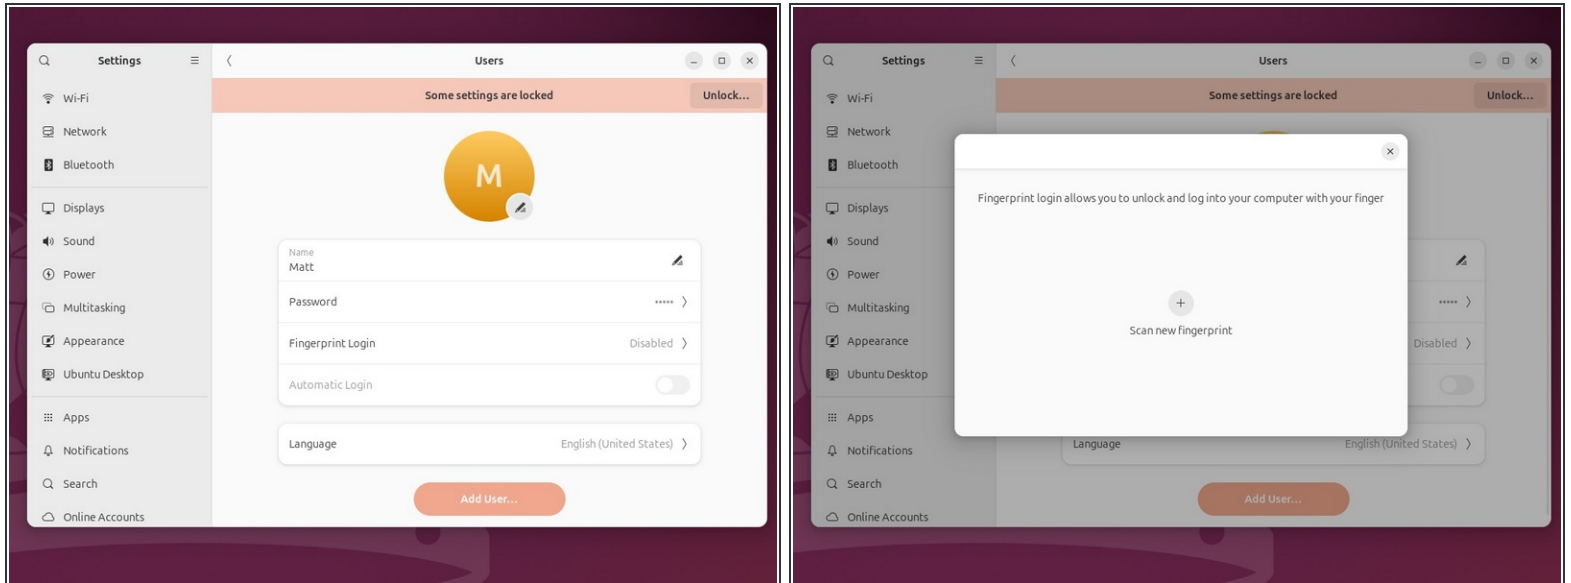 Settings
Users
Wi-Fi
Some settings are locked
Unlock...
Network
Bluetooth
M
Displays
Sound
Name
Matt
Power
Password
•••••
Multitasking
Fingerprint Login
Disabled
Appearance
Automatic Login
Ubuntu Desktop
Apps
Language
English (United States)
Notifications
Search
Add User...
Online Accounts
Settings
Users
Wi-Fi
Some settings are locked
Unlock...
Network
Bluetooth
Fingerprint login allows you to unlock and log into your computer with your finger
Displays
Sound
Power
Scan new fingerprint
•••••
Multitasking
Disabled
Appearance
Ubuntu Desktop
Apps
Language
English (United States)
Notifications
Search
Add User...
Online Accounts